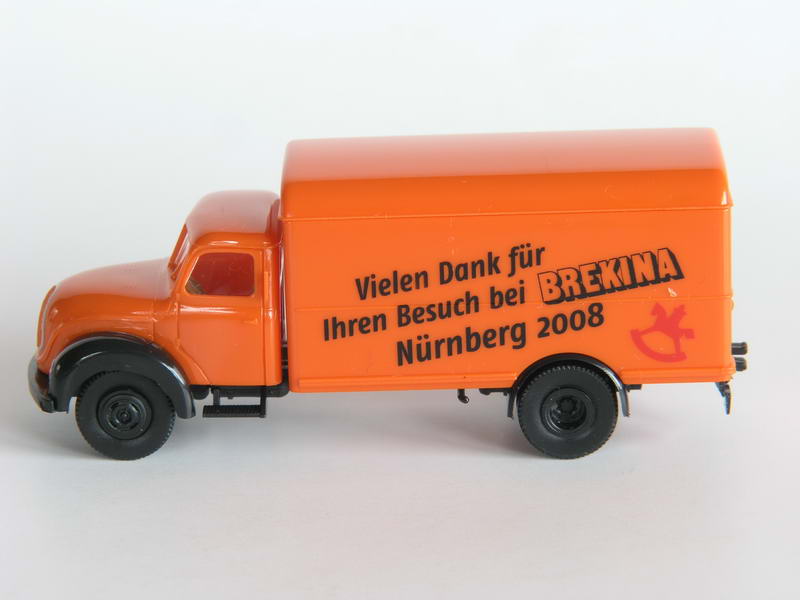 Vielen Dank für
Ihren Besuch bei BREKINA
Nürnberg 2008